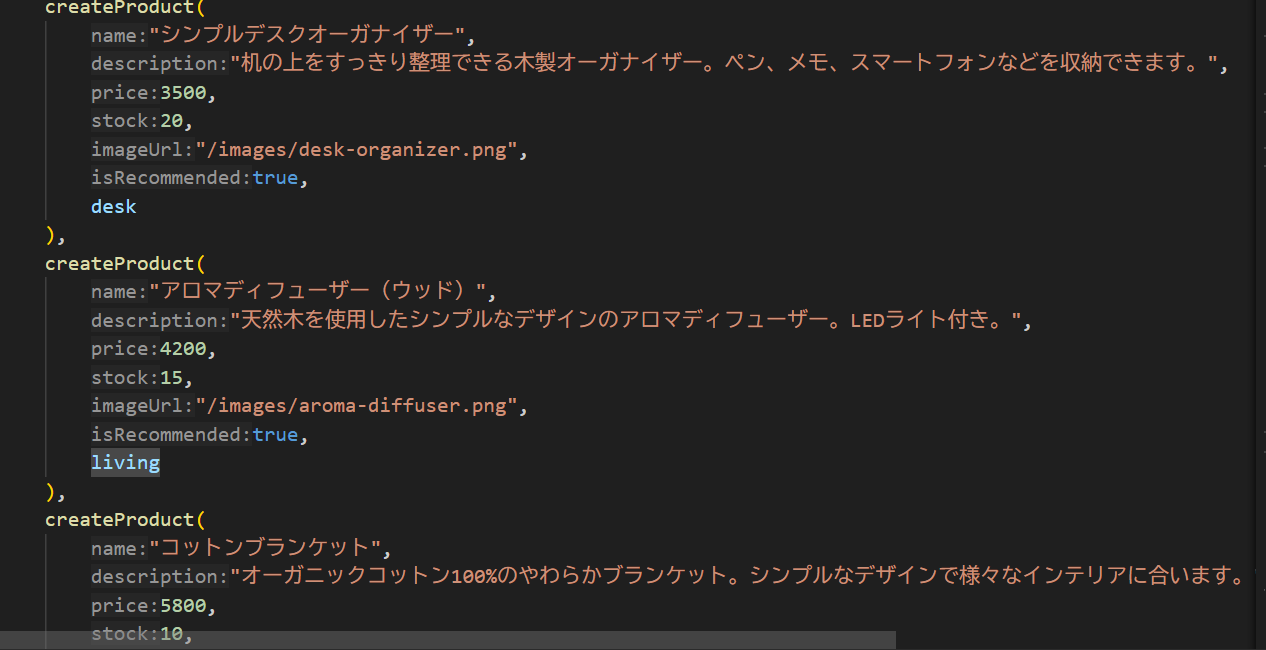 createProduct(
name:"シンプルデスクオーガナイザー",
description:"机の上をすっきり整理できる木製オーガナイザー。ペン、メモ、スマートフォンなどを収納できます。",
price:3500,
stock:20,
imageUrl:"/images/desk-organizer.png",
isRecommended:true,
desk
),
createProduct(
name:"アロマディフューザー（ウッド）",
description:"天然木を使用したシンプルなデザインのアロマディフューザー。LEDライト付き。",
price:4200,
stock:15,
imageUrl:"/images/aroma-diffuser.png",
isRecommended:true,
living
),
createProduct(
name:"コットンブランケット",
description:"オーガニックコットン100%のやわらかブランケット。シンプルなデザインで様々なインテリアに合います。
price:5800,
stock:10,